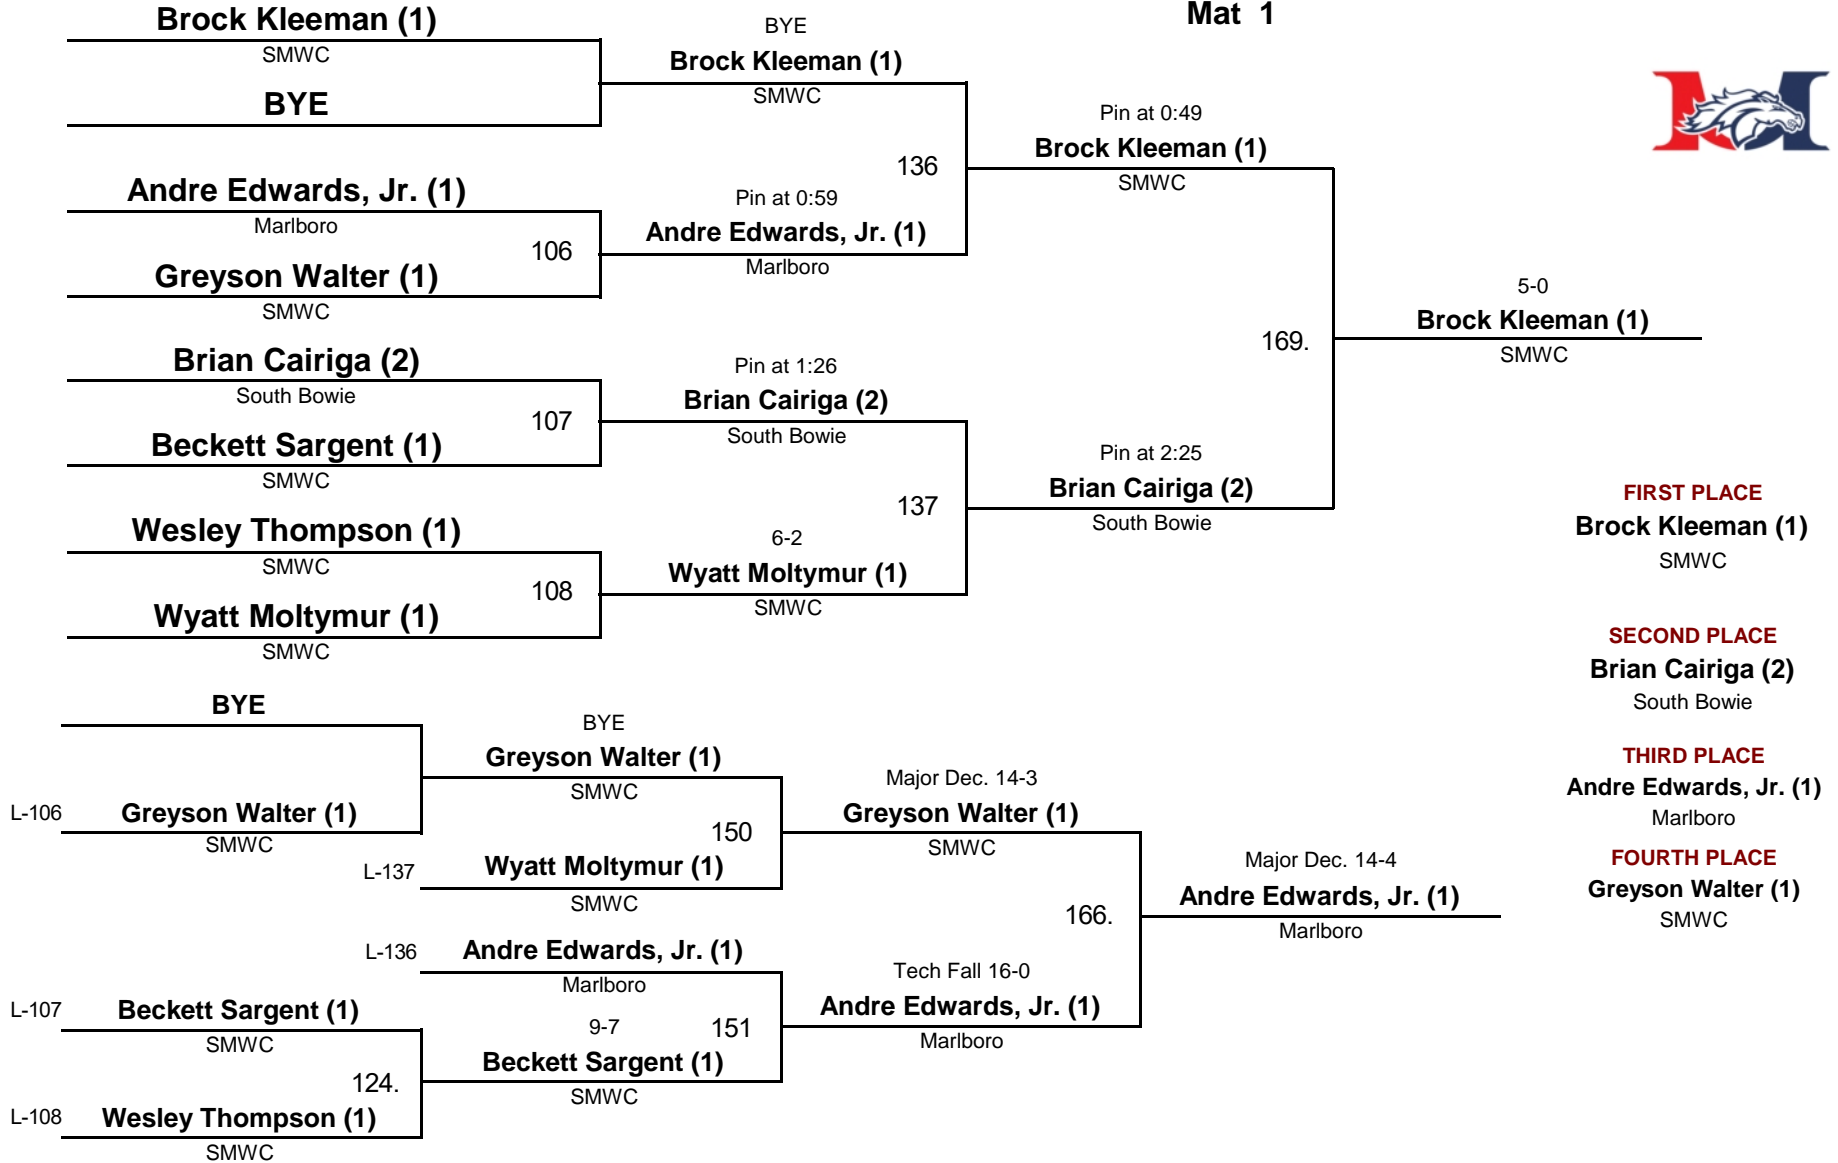 Mat 1
Brock Kleeman (1)
SMWC
BYE
Andre Edwards, Jr. (1)
Marlboro
106
Greyson Walter (1)
SMWC
Brian Cairiga (2)
South Bowie
107
Beckett Sargent (1)
SMWC
Wesley Thompson (1)
SMWC
108
Wyatt Moltymur (1)
SMWC
BYE
Brock Kleeman (1)
SMWC
136
Pin at 0:59
Andre Edwards, Jr. (1)
Marlboro
Pin at 1:26
Brian Cairiga (2)
South Bowie
137
6-2
Wyatt Moltymur (1)
SMWC
Pin at 0:49
Brock Kleeman (1)
SMWC
169.
Pin at 2:25
Brian Cairiga (2)
South Bowie
5-0
Brock Kleeman (1)
SMWC
FIRST PLACE
Brock Kleeman (1)
SMWC
SECOND PLACE
Brian Cairiga (2)
South Bowie
THIRD PLACE
Andre Edwards, Jr. (1)
Marlboro
FOURTH PLACE
Greyson Walter (1)
SMWC
BYE
L-106
Greyson Walter (1)
SMWC
L-107
Beckett Sargent (1)
SMWC
124.
L-108
Wesley Thompson (1)
SMWC
BYE
Greyson Walter (1)
SMWC
150
L-137
Wyatt Moltymur (1)
SMWC
L-136
Andre Edwards, Jr. (1)
Marlboro
9-7
151
Beckett Sargent (1)
SMWC
Major Dec. 14-3
Greyson Walter (1)
SMWC
166.
Tech Fall 16-0
Andre Edwards, Jr. (1)
Marlboro
Major Dec. 14-4
Andre Edwards, Jr. (1)
Marlboro
M